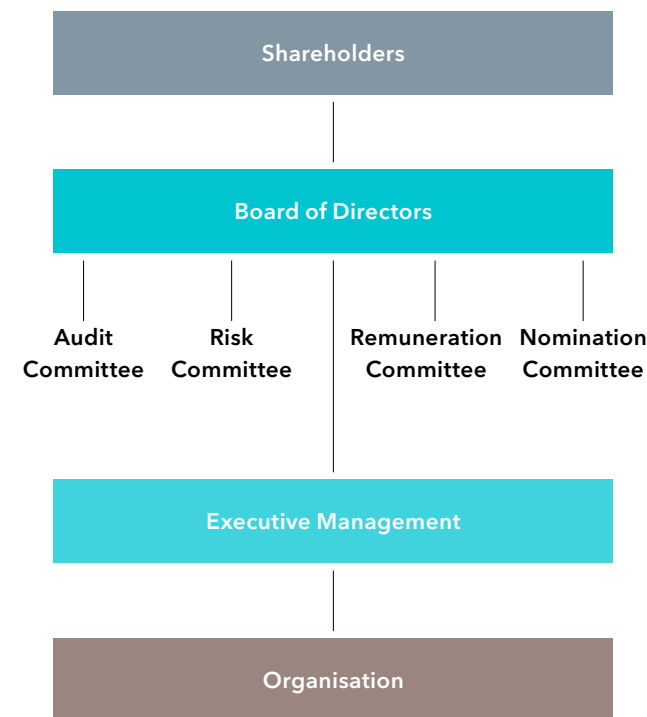 Shareholders
Board of Directors
Audit
Committee
Risk
Committee
Remuneration
Committee
Nomination
Committee
Executive Management
Organisation